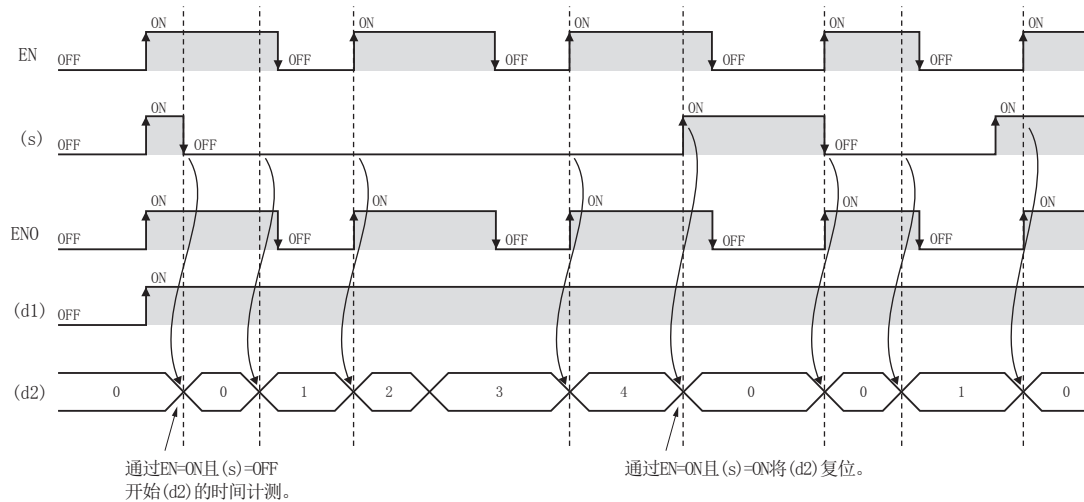 ON ON ON ON ON
EN OFF OFF OFF OFF OFF
ON ON ON
(s) OFF OFF OFF
ON ON ON ON ON
ENO OFF OFF OFF OFF OFF
ON
(d1) OFF
(d2) 0 0 1 2 3 4 0 0 1 0
通过EN=ON且(s)=OFF
开始(d2)的时间计测。
通过EN=ON且(s)=ON将(d2)复位。